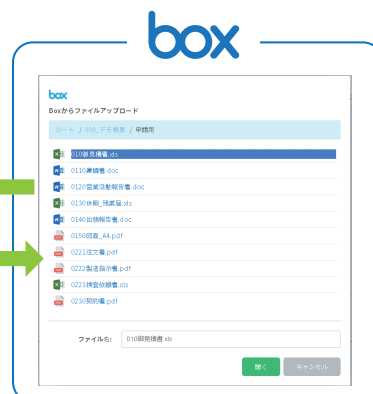 box
box
Boxからファイルアップロード
ルート / 000_デモ帳票 / 申請用
010御見積書.xls
0110稟議書.doc
0120営業活動報告書.doc
0130休暇_残業届.xls
0140出張報告書.doc
0150図面_A4.pdf
0221注文書.pdf
0222製造指示書.pdf
0223検査依頼書.xls
0230契約書.pdf
ファイル名:
010御見積書.xls
開く
キャンセル